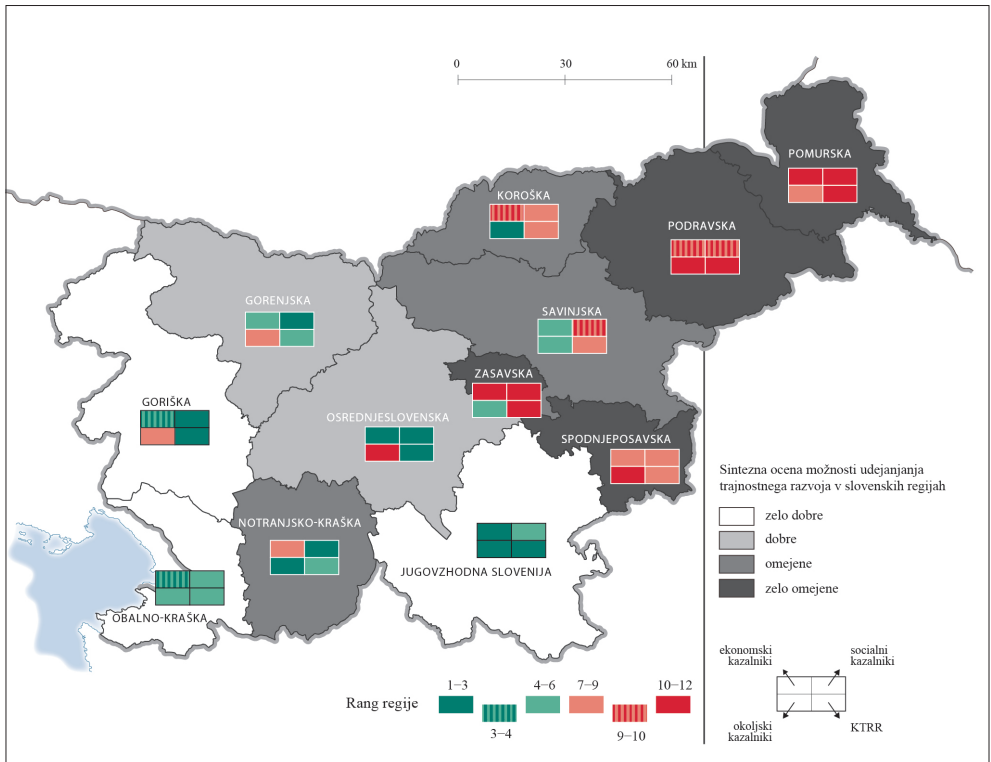 0 30 60 km
POMURSKA
KOROŠKA
PODRAVSKA
GORENJSKA
SAVINJSKA
ZASAVSKA
GORIŠKA
OSREDNJESLOVENSKA
SPODNJEPOSAVSKA
NOTRANJSKO-KRAŠKA
JUGOVZHODNA SLOVENIJA
OBALNO-KRAŠKA
Sintezna ocena možnosti udejanjanja
trajnostnega razvoja v slovenskih regijah
zelo dobre
dobre
omejene
zelo omejene
ekonomski
kazalniki
socialni
kazalniki
okoljski
kazalniki
KTRR
1–3 4–6 7–9 10–12
Rang regije
3–4 9–10